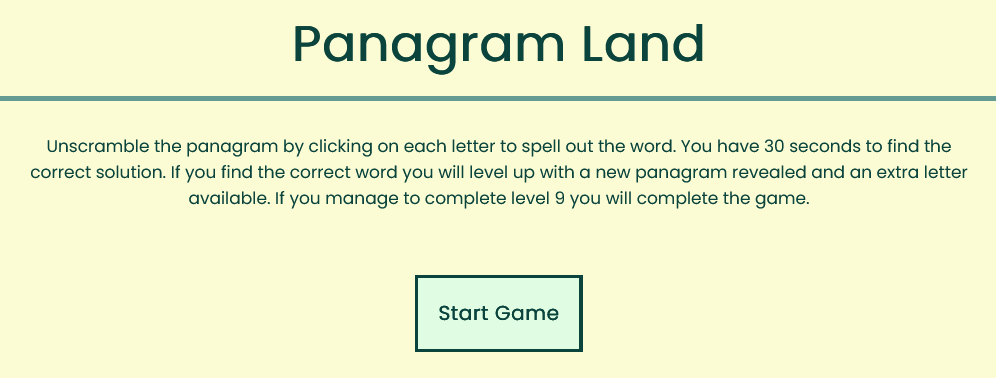 Panagram Land
Unscramble the panagram by clicking on each letter to spell out the word. You have 30 seconds to find the
correct solution. If you find the correct word you will level up with a new panagram revealed and an extra letter
available. If you manage to complete level 9 you will complete the game.
Start Game